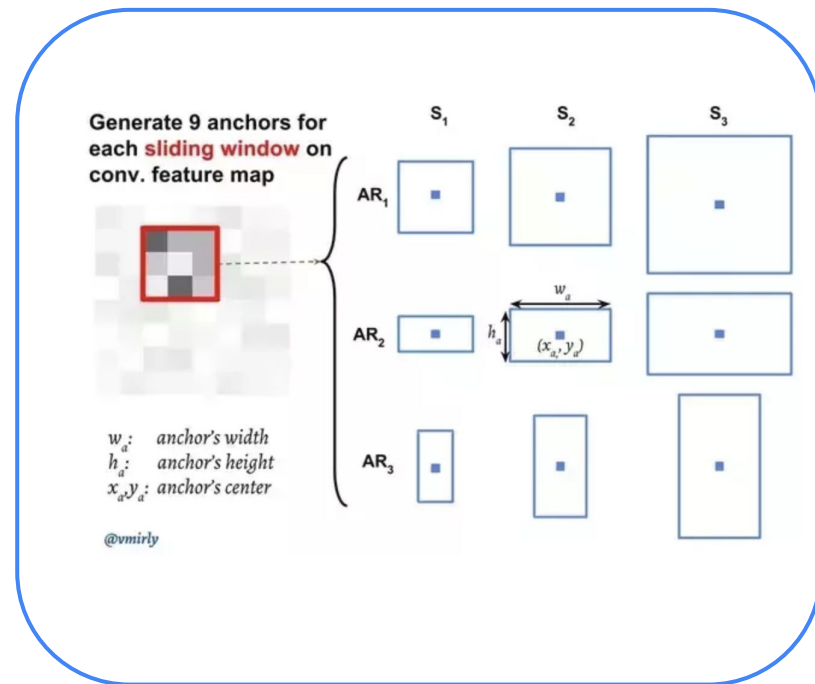 Generate 9 anchors for
each sliding window on
conv. feature map
S₁ S₂ S₃
AR₁
wₐ
AR₂
hₐ
(xₐ, yₐ)
AR₃
wₐ: anchor's width
hₐ: anchor's height
xₐ,yₐ: anchor's center
@vmirly